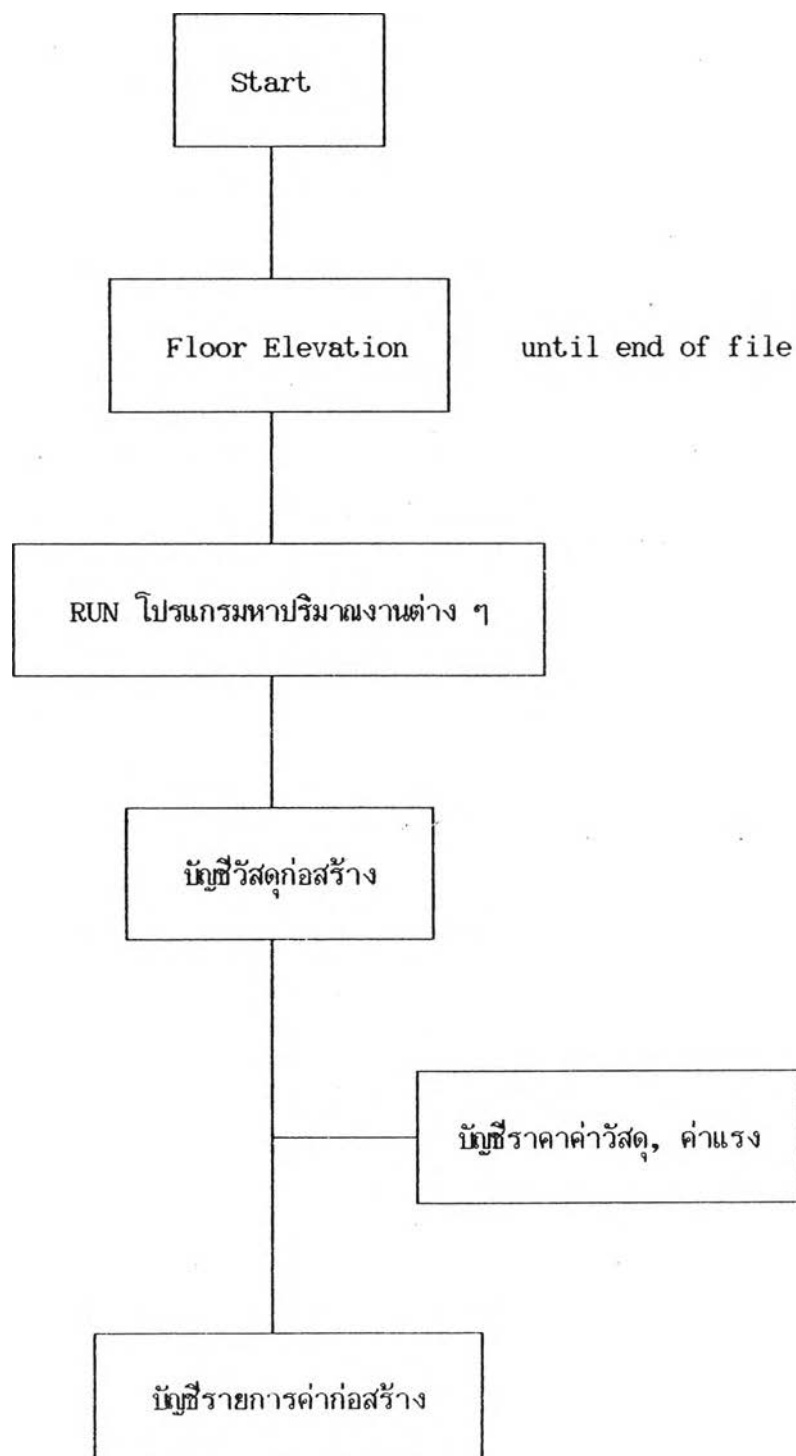 Start
Floor Elevation until end of file
RUN โปรแกรมหาปริมาณงานต่าง ๆ
บัญชีวัสดุก่อสร้าง
บัญชีราคาค่าวัสดุ, ค่าแรง
บัญชีรายการค่าก่อสร้าง